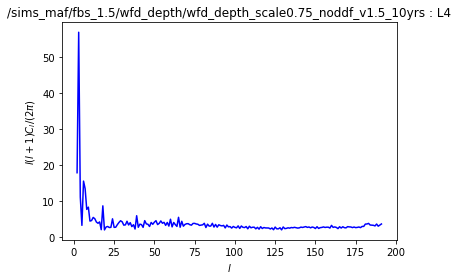 /sims_maf/fbs_1.5/wfd_depth/wfd_depth_scale0.75_noddf_v1.5_10yrs : L4
l(l + 1)C_l/(2π)
50
40
30
20
10
0
0 25 50 75 100 125 150 175 200
l